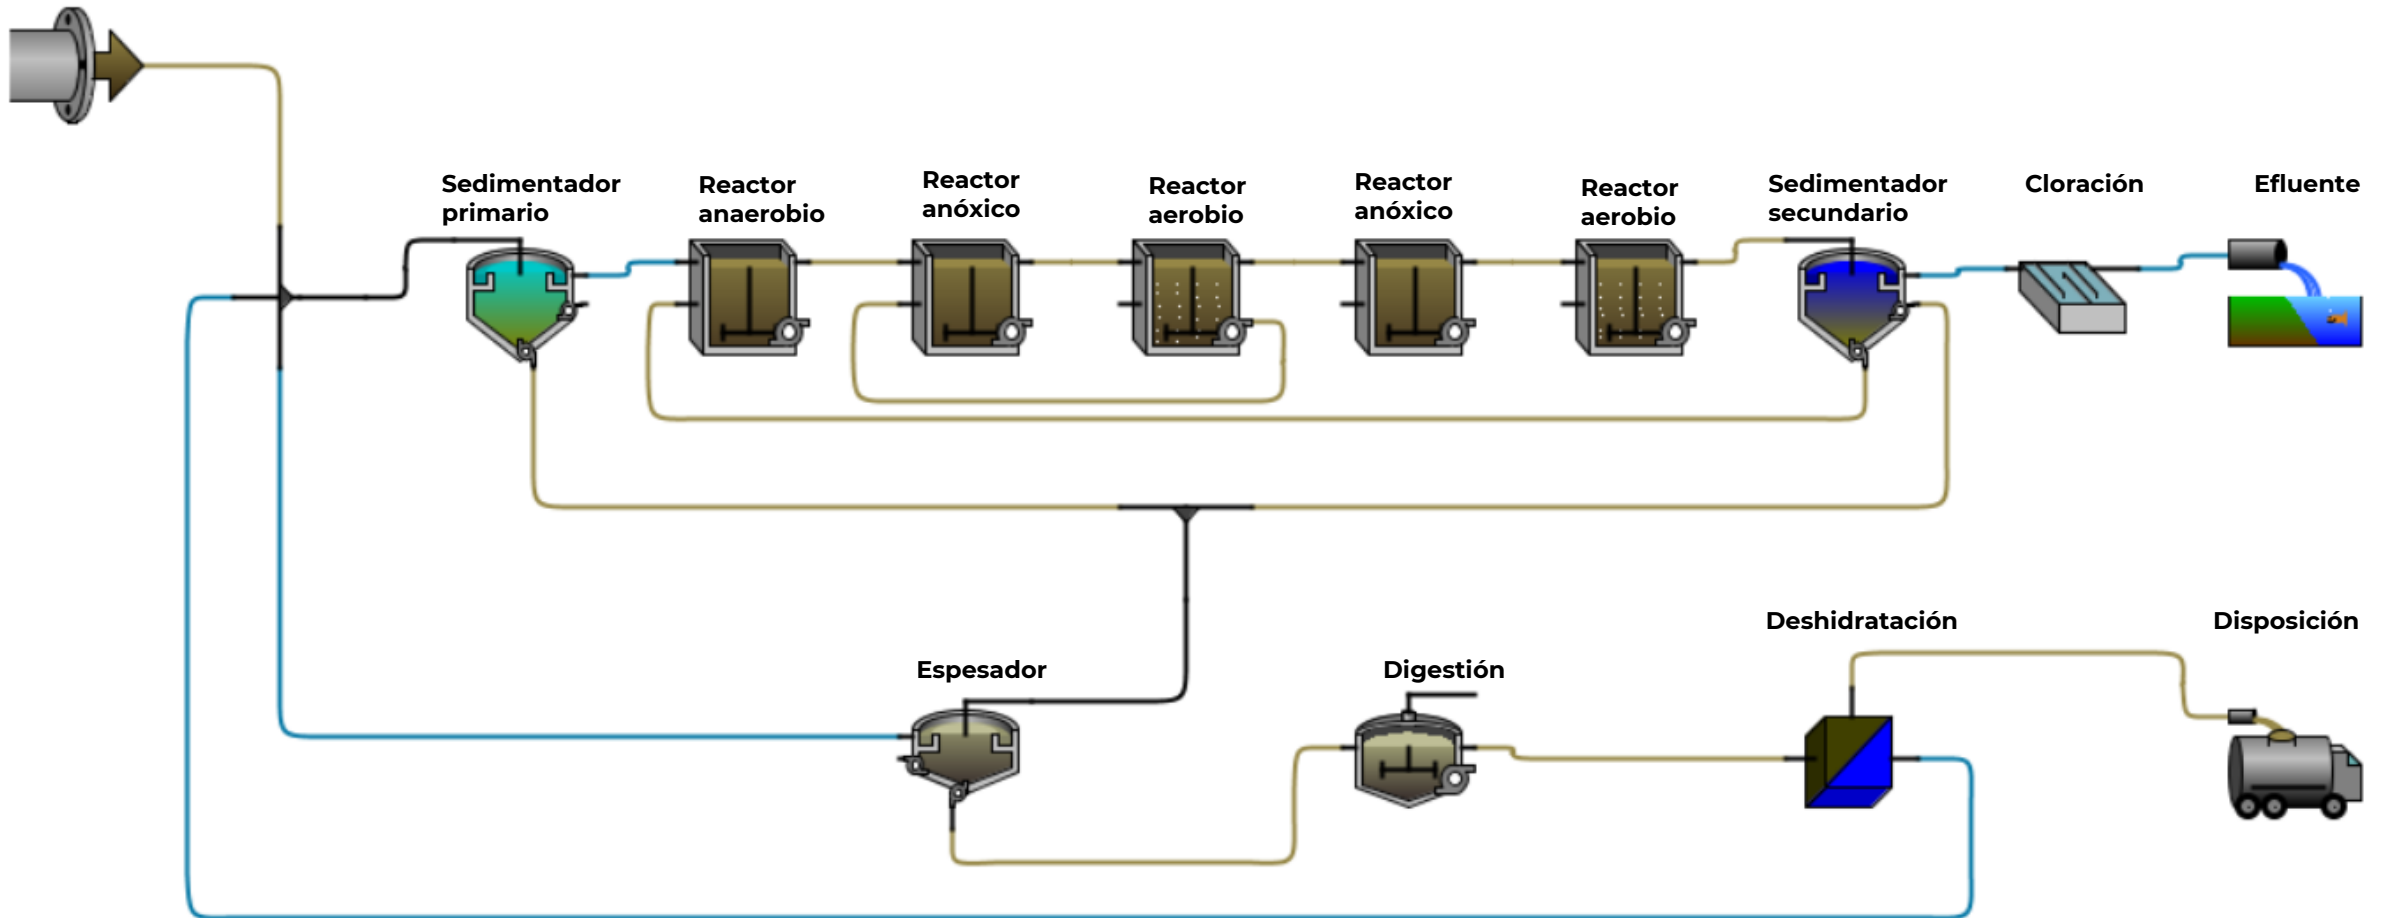 Sedimentador
primario
Reactor
anaerobio
Reactor
anóxico
Reactor
aerobio
Reactor
anóxico
Reactor
aerobio
Sedimentador
secundario
Cloración
Efluente
Espesador
Digestión
Deshidratación
Disposición